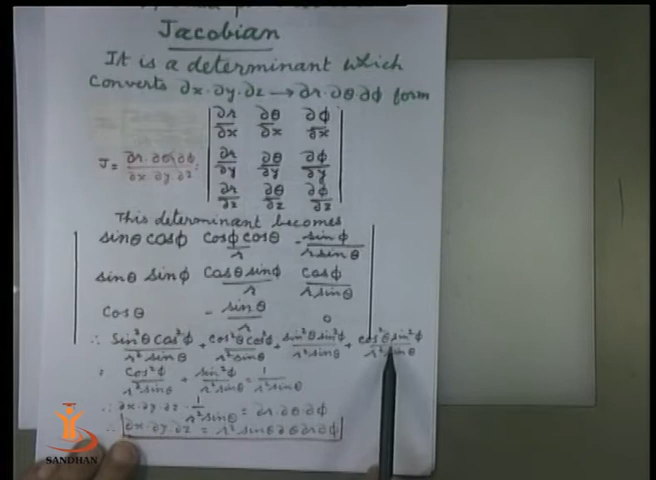 Jacobian
It is a determinant which
converts ∂x·∂y·∂z → ∂r·∂θ ∂φ form
∂r/∂x ∂θ/∂x ∂φ/∂x
J = ∂r·∂θ·∂φ/∂x ∂y ∂z = ∂r/∂y ∂θ/∂y ∂φ/∂y
∂r/∂z ∂θ/∂z ∂φ/∂z
This determinant becomes
sinθ cosφ cosφ cosθ/r -sinφ/r sinθ
sinθ sinφ cosθ sinφ/r cosφ/r sinθ
cosθ - sinθ/r 0
∴ sin²θ cos²φ/r² sinθ + cos²θ cos²φ/r² sinθ + sin²θ sin²φ/r² sinθ + cos²θ sin²φ/r² sinθ
: cos²φ/r² sinθ + sin²φ/r² sinθ = 1/r² sinθ
∴ ∂x·∂y·∂z · 1/r² sinθ = ∂r·∂θ·∂φ
∴ ∂x·∂y·∂z = r² sinθ ∂θ ∂r ∂φ
SANDHAN